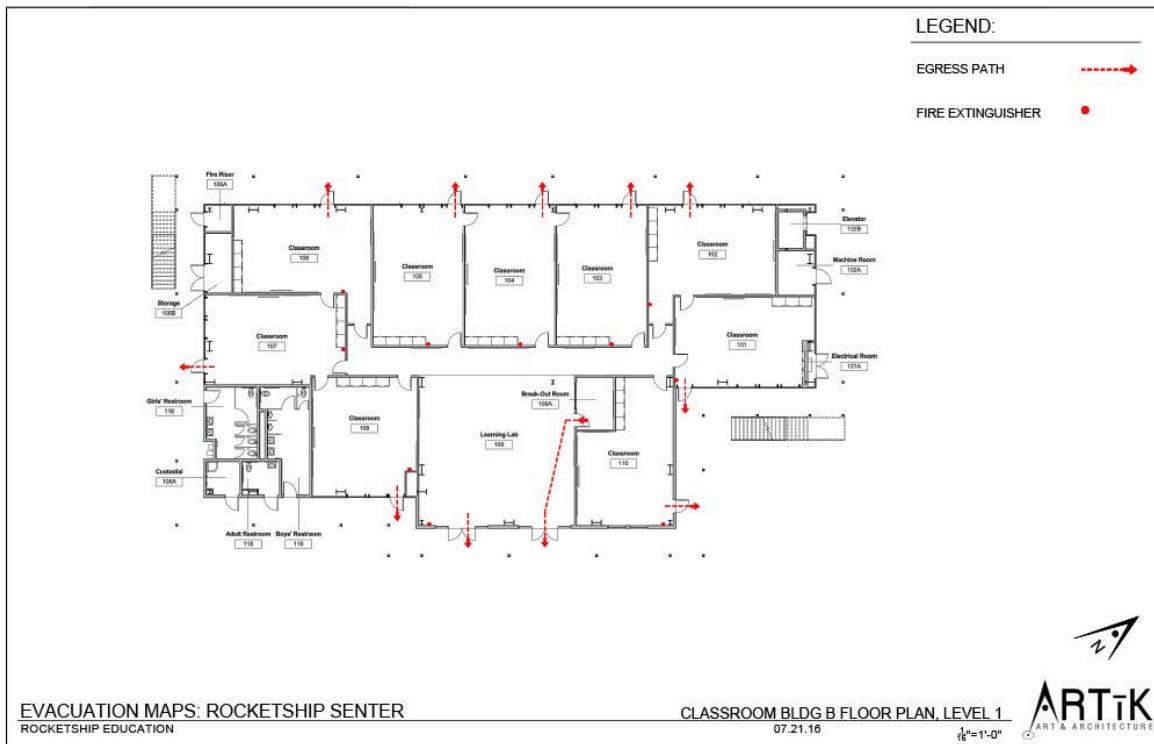 LEGEND:
EGRESS PATH
FIRE EXTINGUISHER
Fire Riser
106A
Elevator
102B
Classroom
106
Classroom
105
Classroom
104
Classroom
103
Classroom
102
Machine Room
102A
Storage
106B
Classroom
107
Classroom
101
Electrical Room
101A
Girls' Restroom
116
Break-Out Room
109A
Classroom
108
Learning Lab
109
Classroom
110
Custodial
108A
Adult Restroom
118
Boys' Restroom
119
N
EVACUATION MAPS: ROCKETSHIP SENTER
ROCKETSHIP EDUCATION
CLASSROOM BLDG B FLOOR PLAN, LEVEL 1
07.21.16
1/16"=1'-0"
ARTiK
ART & ARCHITECTURE